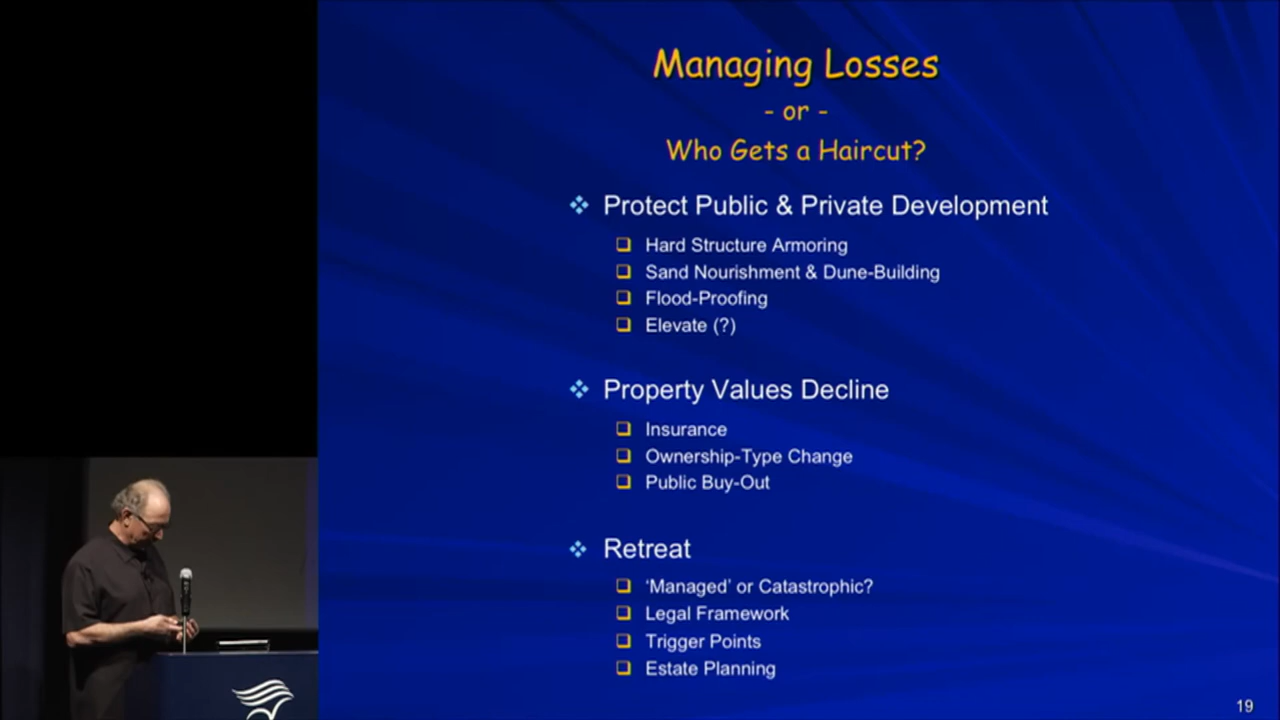 Managing Losses
- or -
Who Gets a Haircut?
Protect Public & Private Development
Hard Structure Armoring
Sand Nourishment & Dune-Building
Flood-Proofing
Elevate (?)
Property Values Decline
Insurance
Ownership-Type Change
Public Buy-Out
Retreat
‘Managed’ or Catastrophic?
Legal Framework
Trigger Points
Estate Planning
19